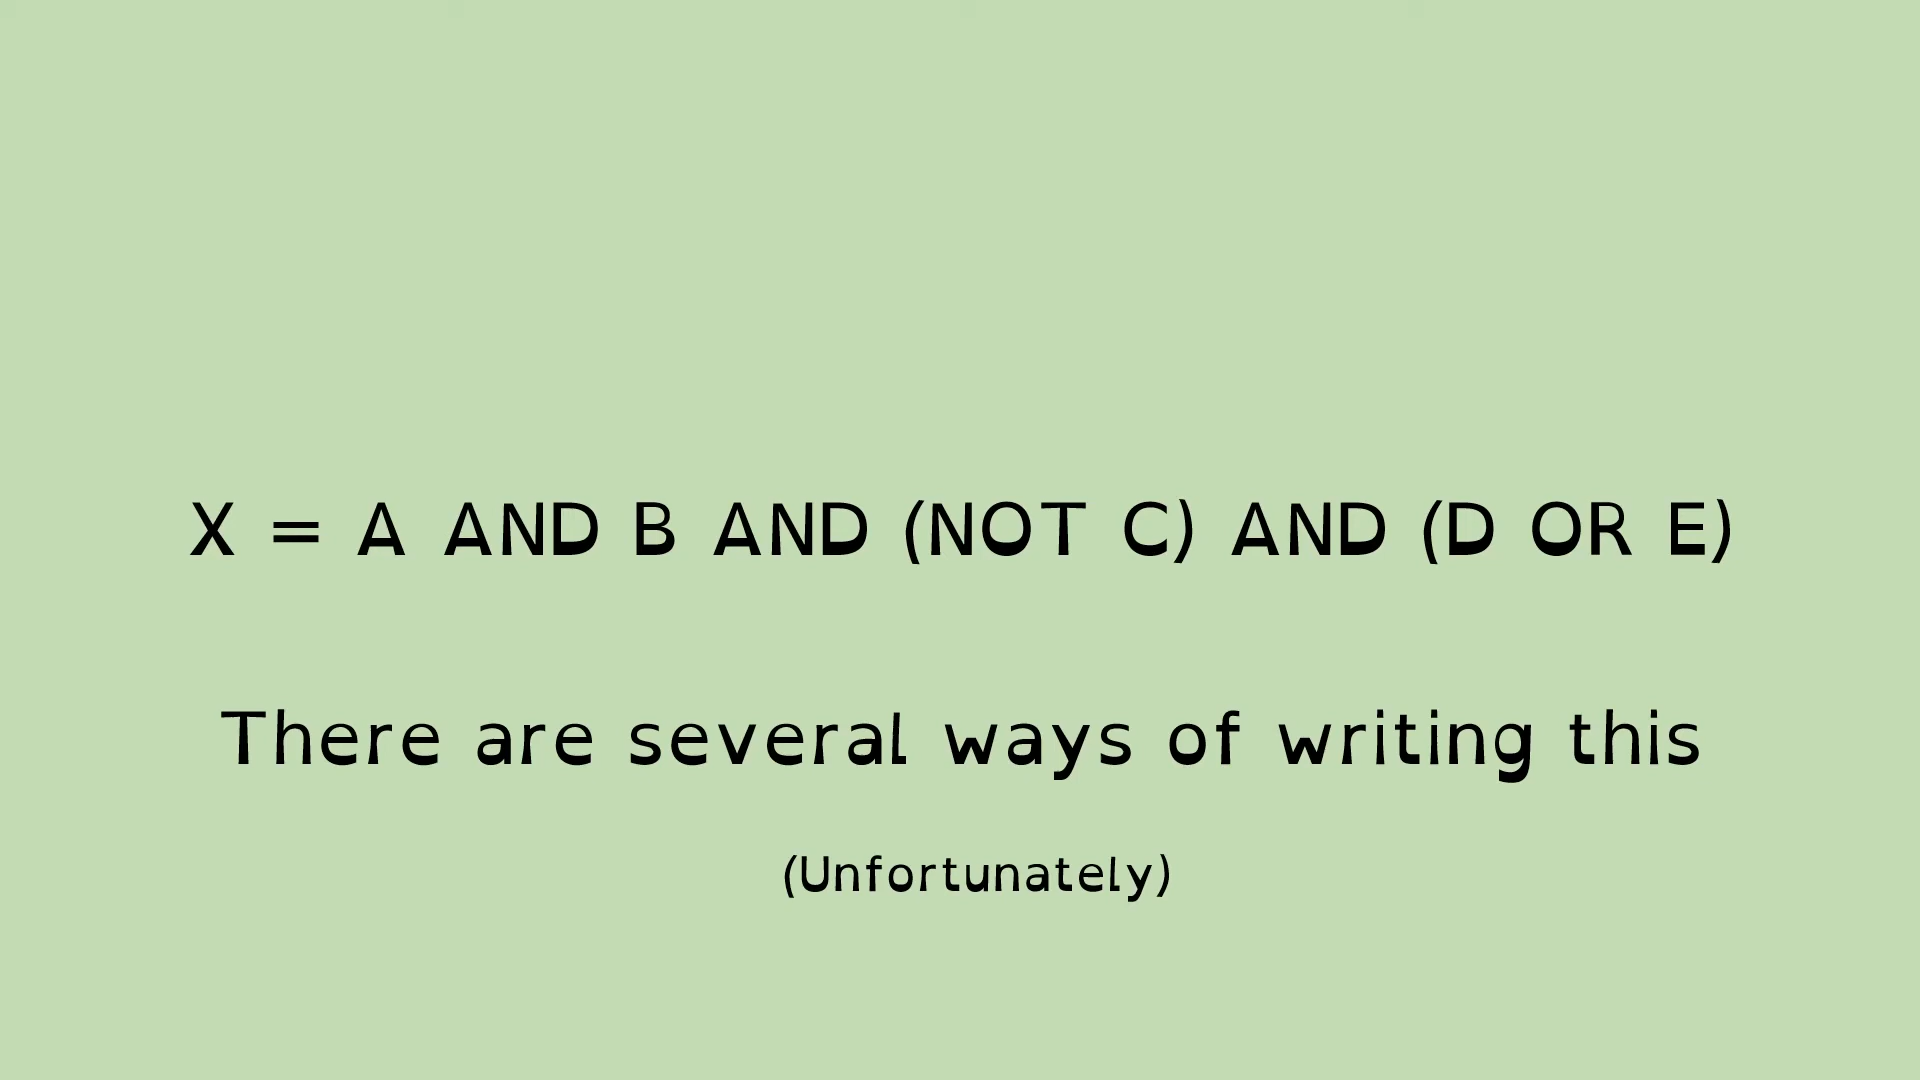 X = A AND B AND (NOT C) AND (D OR E)
There are several ways of writing this
(Unfortunately)